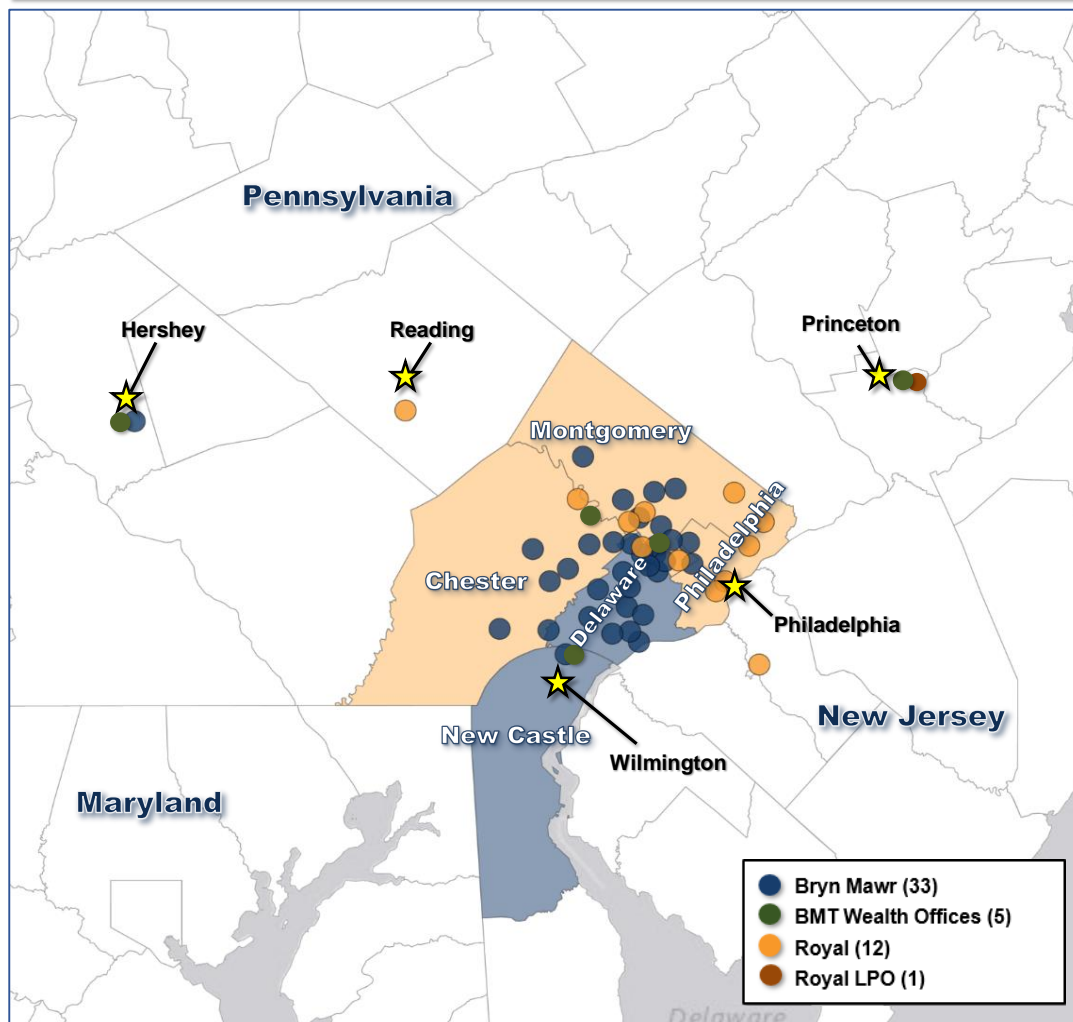 Pennsylvania
Hershey
Reading
Princeton
Montgomery
Philadelphia
Chester
Delaware
Philadelphia
New Castle
New Jersey
Wilmington
Maryland
Bryn Mawr (33)
BMT Wealth Offices (5)
Royal (12)
Royal LPO (1)
Delaware